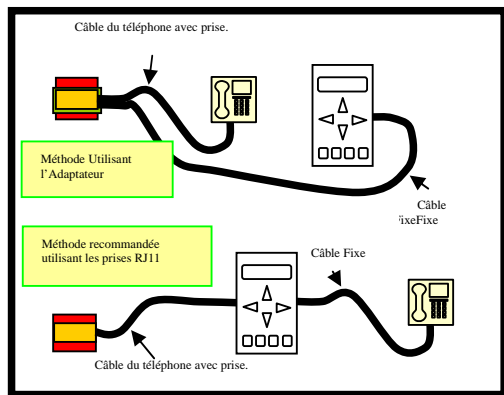 Câble du téléphone avec prise.
Méthode Utilisant
l'Adaptateur
Câble
FixeFixe
Méthode recommandée
utilisant les prises RJ11
Câble Fixe
Câble du téléphone avec prise.